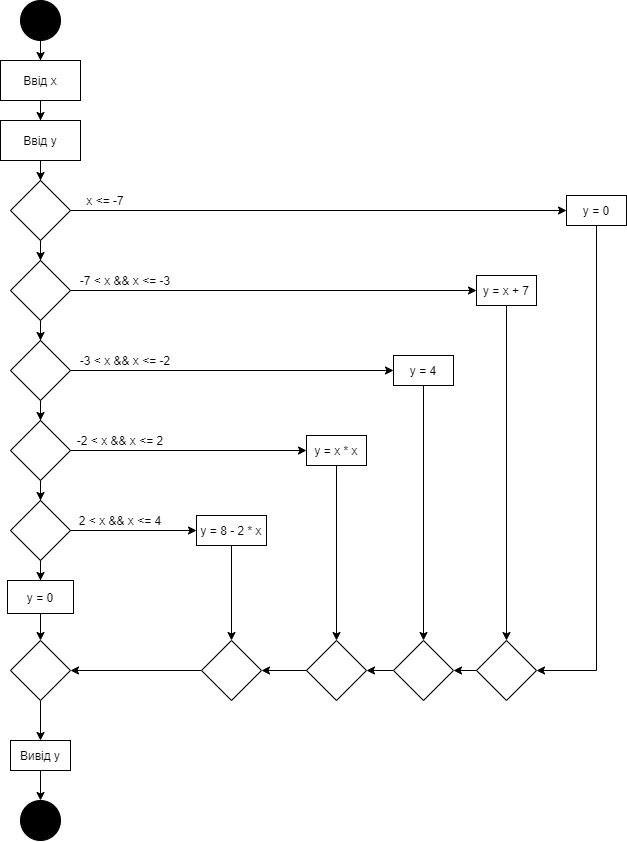 Ввід x
Ввід y
x <= -7
y = 0
-7 < x && x <= -3
y = x + 7
-3 < x && x <= -2
y = 4
-2 < x && x <= 2
y = x * x
2 < x && x <= 4
y = 8 - 2 * x
y = 0
Вивід y